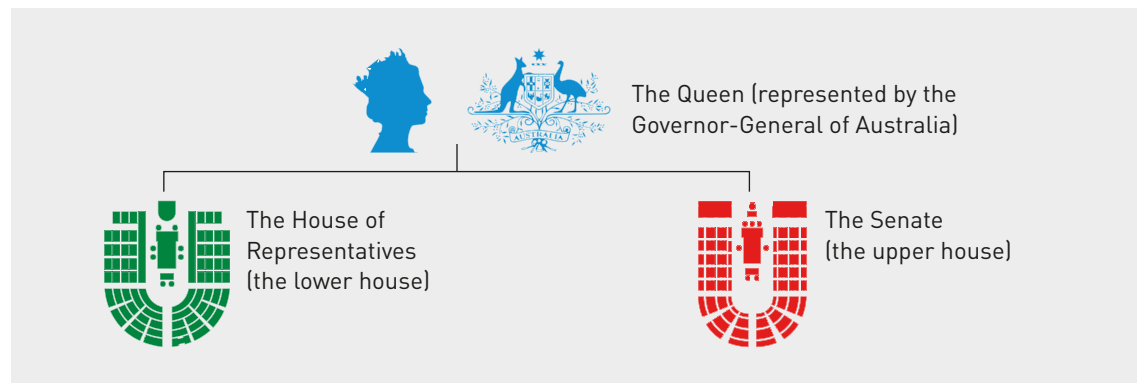 The Queen (represented by the
Governor-General of Australia)
AUSTRALIA
The House of
Representatives
(the lower house)
The Senate
(the upper house)